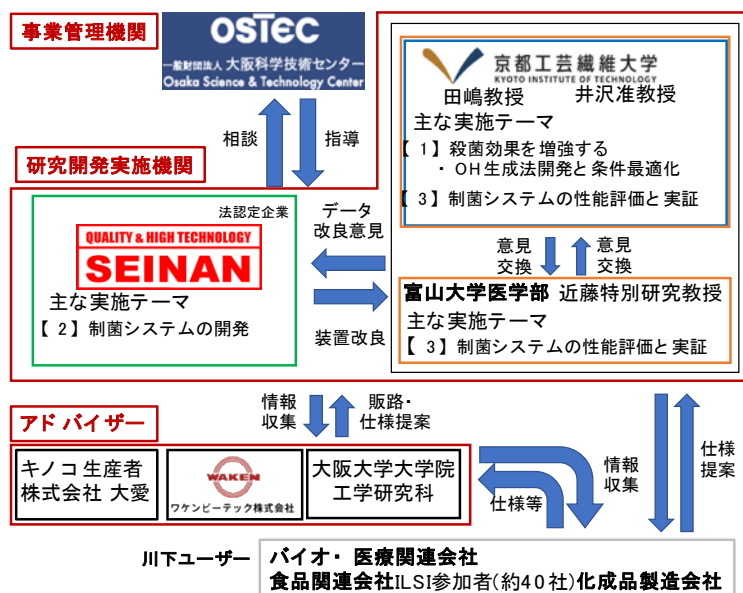 事業管理機関
OSTEC
一般財団法人 大阪科学技術センター
Osaka Science & Technology Center
京都工芸繊維大学
KYOTO INSTITUTE OF TECHNOLOGY
田嶋教授 井沢准教授
主な実施テーマ
【 1】殺菌効果を増強する
・OH生成法開発と条件最適化
【 3】制菌システムの性能評価と実証
相談
指導
研究開発実施機関
法認定企業
QUALITY & HIGH TECHNOLOGY
SEINAN
主な実施テーマ
【 2】制菌システムの開発
データ
改良意見
装置改良
意見
交換
意見
交換
富山大学医学部 近藤特別研究教授
主な実施テーマ
【 3】制菌システムの性能評価と実証
情報
収集
販路・
仕様提案
アドバイザー
キノコ生産者
株式会社 大愛
WAKEN
ワケンビーテック株式会社
大阪大学大学院
工学研究科
仕様等
情報
収集
仕様
提案
川下ユーザー
バイオ・ 医療関連会社
食品関連会社ILSI参加者(約40社)化成品製造会社